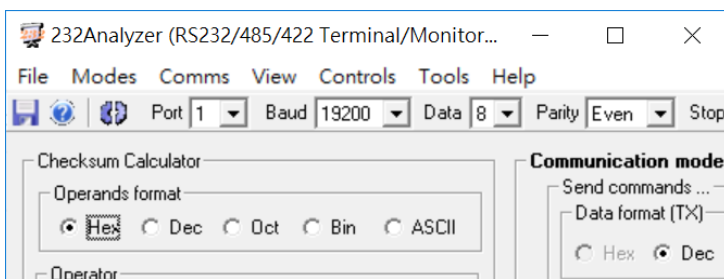 232Analyzer (RS232/485/422 Terminal/Monitor...
File Modes Comms View Controls Tools Help
Port 1 Baud 19200 Data 8 Parity Even Stop
Checksum Calculator
Communication mode
Operands format
Send commands ...
Data format (TX)
Hex Dec Oct Bin ASCII
Hex Dec
Operator